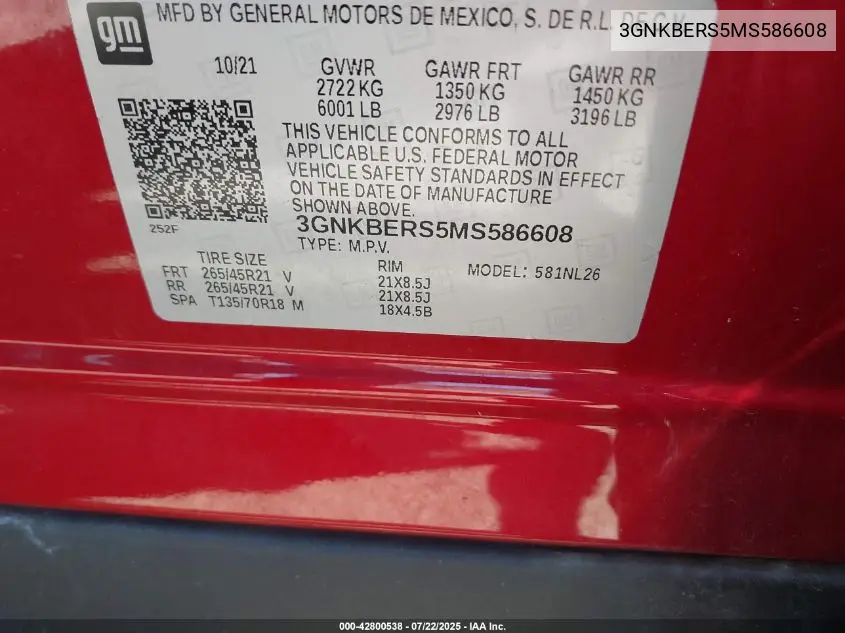 gm
MFD BY GENERAL MOTORS DE MEXICO, S. DE R.L. DE C.V.
3GNKBERS5MS586608
10/21 GVWR GAWR FRT GAWR RR
2722 KG 1350 KG 1450 KG
6001 LB 2976 LB 3196 LB
THIS VEHICLE CONFORMS TO ALL
APPLICABLE U.S. FEDERAL MOTOR
VEHICLE SAFETY STANDARDS IN EFFECT
ON THE DATE OF MANUFACTURE
SHOWN ABOVE.
252F
3GNKBERS5MS586608
TYPE: M.P.V.
TIRE SIZE RIM MODEL: 581NL26
FRT 265/45R21 V 21X8.5J
RR 265/45R21 V 21X8.5J
SPA T135/70R18 M 18X4.5B
000-42800538 - 07/22/2025 - IAA Inc.